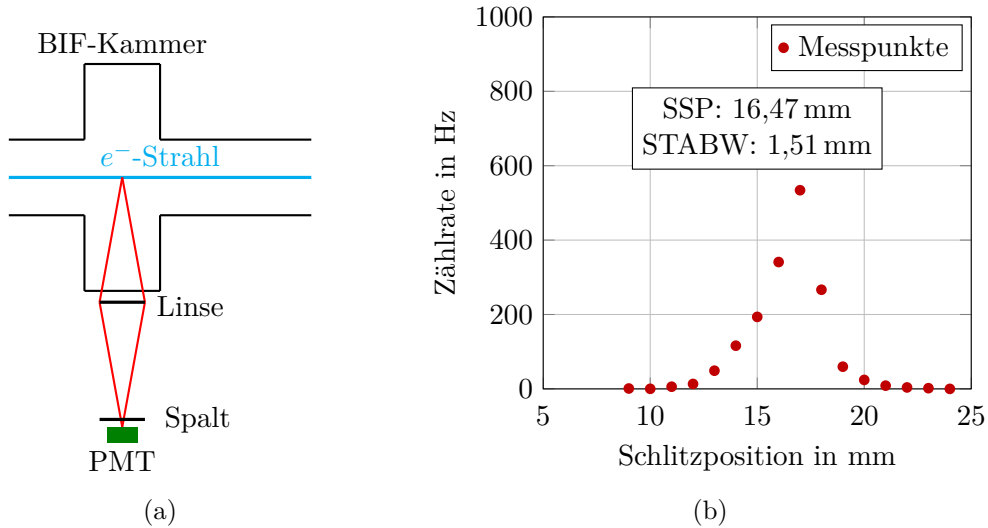 BIF-Kammer
e⁻-Strahl
Linse
Spalt
PMT
(a)
1000
800
600
400
200
0
5
10
15
20
25
Zählrate in Hz
Schlitzposition in mm
Messpunkte
SSP: 16,47 mm
STABW: 1,51 mm
(b)